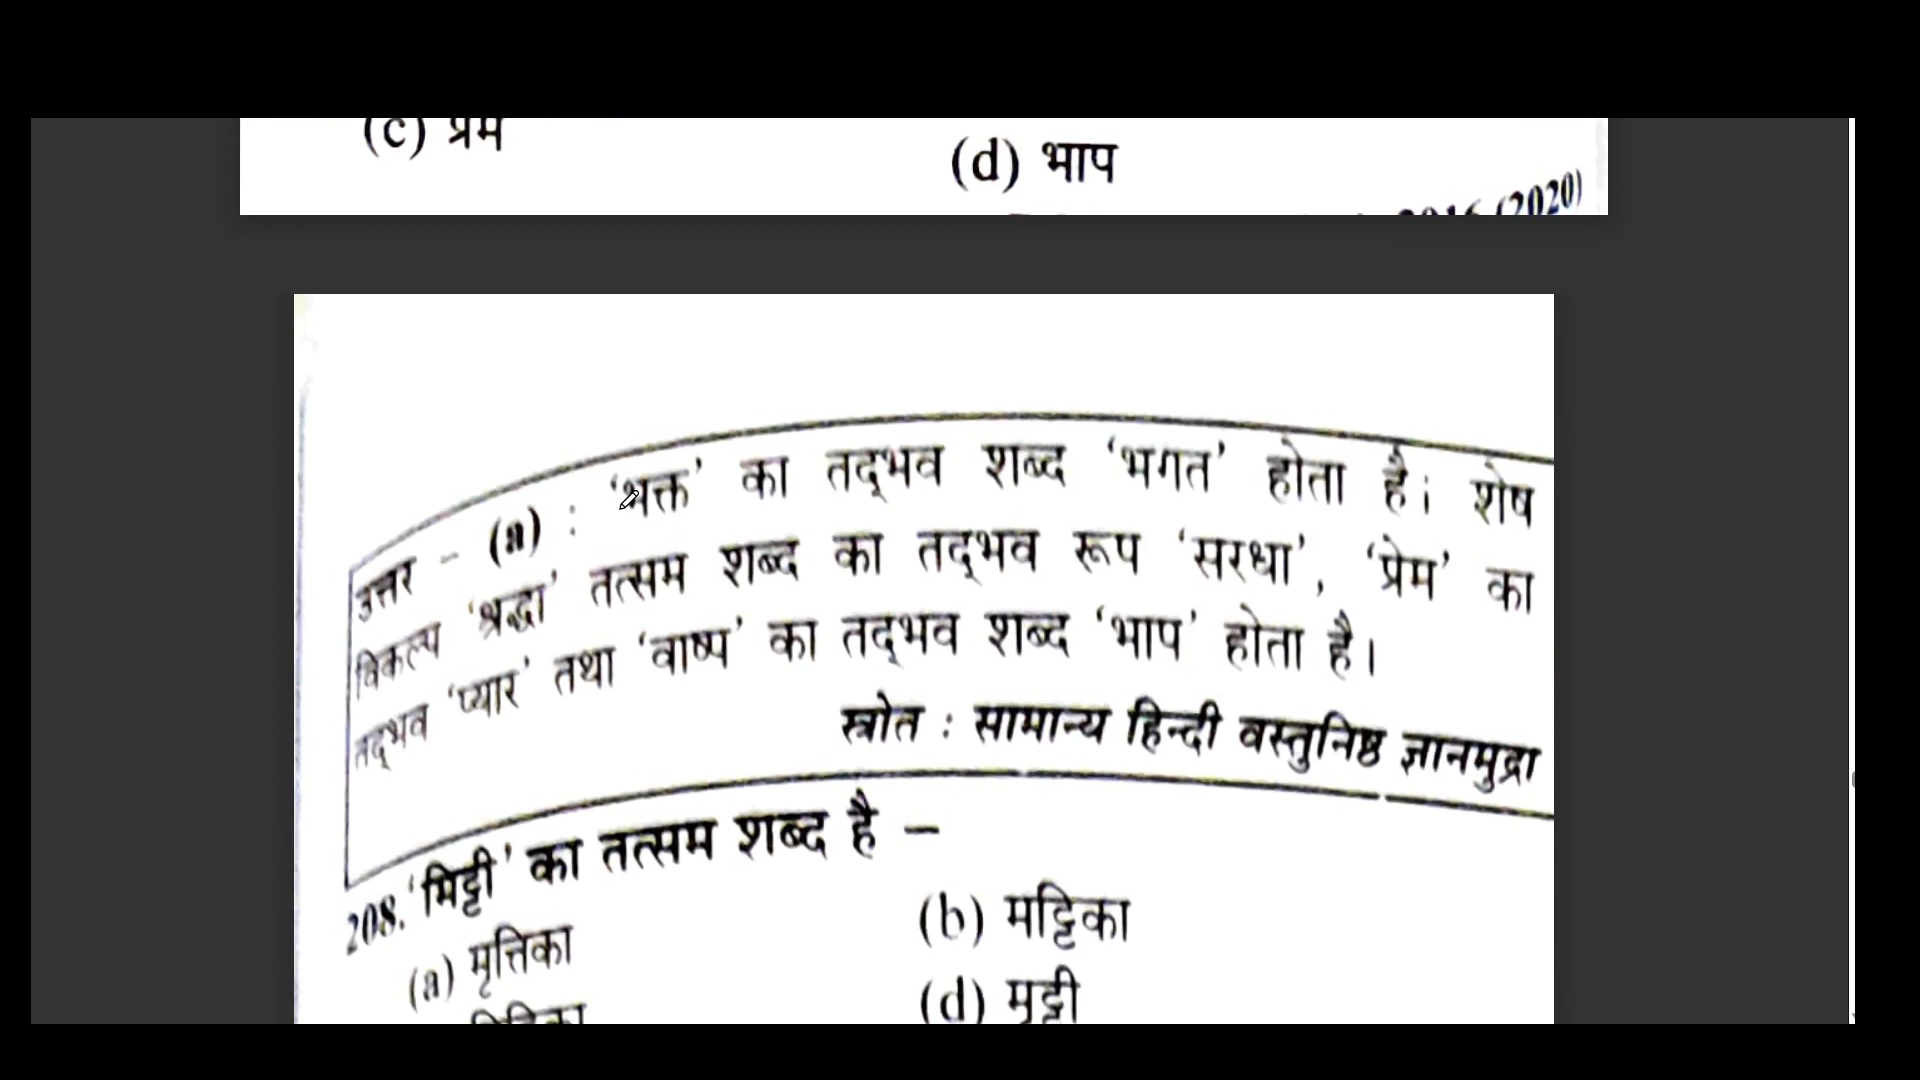 (c) प्रेम
(d) भाप
(2020)
उत्तर – (a) : 'भक्त' का तद्भव शब्द 'भगत' होता है। शेष
विकल्प 'श्रद्धा' तत्सम शब्द का तद्भव रूप 'सरधा', 'प्रेम' का
तद्भव 'प्यार' तथा 'वाष्प' का तद्भव शब्द 'भाप' होता है।
स्त्रोत : सामान्य हिन्दी वस्तुनिष्ठ ज्ञानमुद्रा
208. 'मिट्टी' का तत्सम शब्द है –
(a) मृत्तिका
(b) मट्टिका
(d) मुट्टी